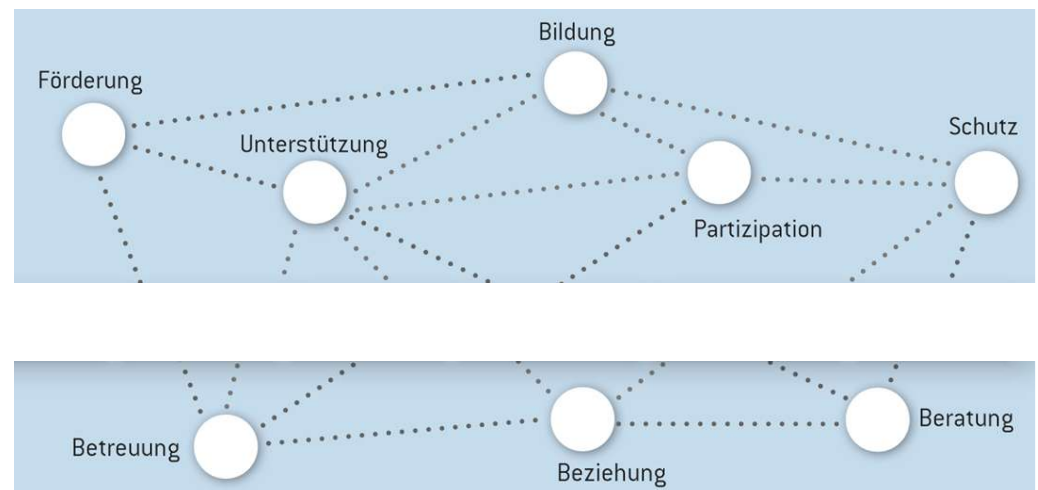 Bildung
Förderung
Schutz
Unterstützung
Partizipation
Beratung
Betreuung
Beziehung